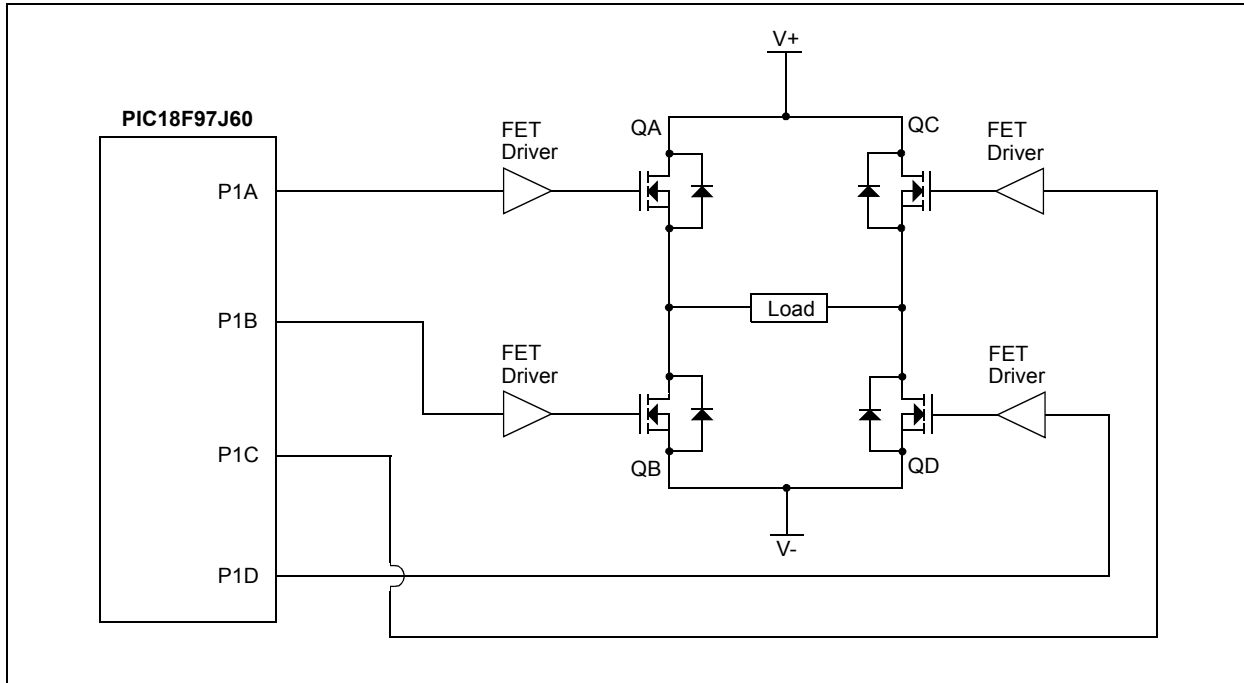 V+
PIC18F97J60
QA
FET
Driver
QC
FET
Driver
P1A
P1B
Load
FET
Driver
FET
Driver
P1C
QB
QD
V-
P1D